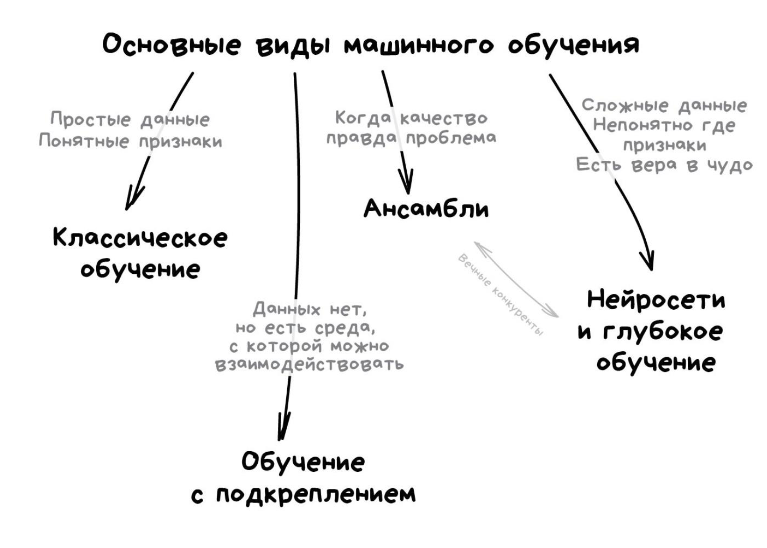 Основные виды машинного обучения
Простые данные
Понятные признаки
Классическое
обучение
Данных нет,
но есть среда,
с которой можно
взаимодействовать
Обучение
с подкреплением
Когда качество
правда проблема
Ансамбли
Вечные конкуренты
Сложные данные
Непонятно где
признаки
Есть вера в чудо
Нейросети
и глубокое
обучение